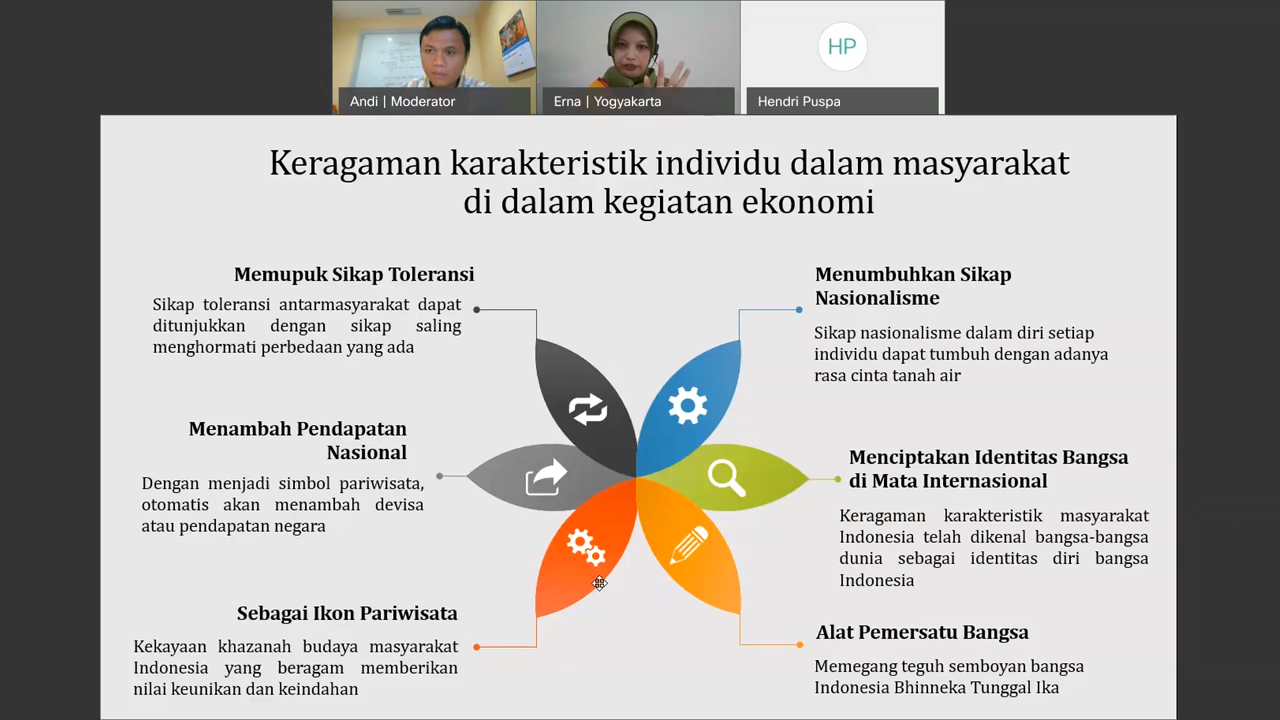 HP
Andi | Moderator
Erna | Yogyakarta
Hendri Puspa
Keragaman karakteristik individu dalam masyarakat
di dalam kegiatan ekonomi
Memupuk Sikap Toleransi
Sikap toleransi antarmasyarakat dapat
ditunjukkan dengan sikap saling
menghormati perbedaan yang ada
Menambah Pendapatan
Nasional
Dengan menjadi simbol pariwisata,
otomatis akan menambah devisa
atau pendapatan negara
Sebagai Ikon Pariwisata
Kekayaan khazanah budaya masyarakat
Indonesia yang beragam memberikan
nilai keunikan dan keindahan
Menumbuhkan Sikap
Nasionalisme
Sikap nasionalisme dalam diri setiap
individu dapat tumbuh dengan adanya
rasa cinta tanah air
Menciptakan Identitas Bangsa
di Mata Internasional
Keragaman karakteristik masyarakat
Indonesia telah dikenal bangsa-bangsa
dunia sebagai identitas diri bangsa
Indonesia
Alat Pemersatu Bangsa
Memegang teguh semboyan bangsa
Indonesia Bhinneka Tunggal Ika